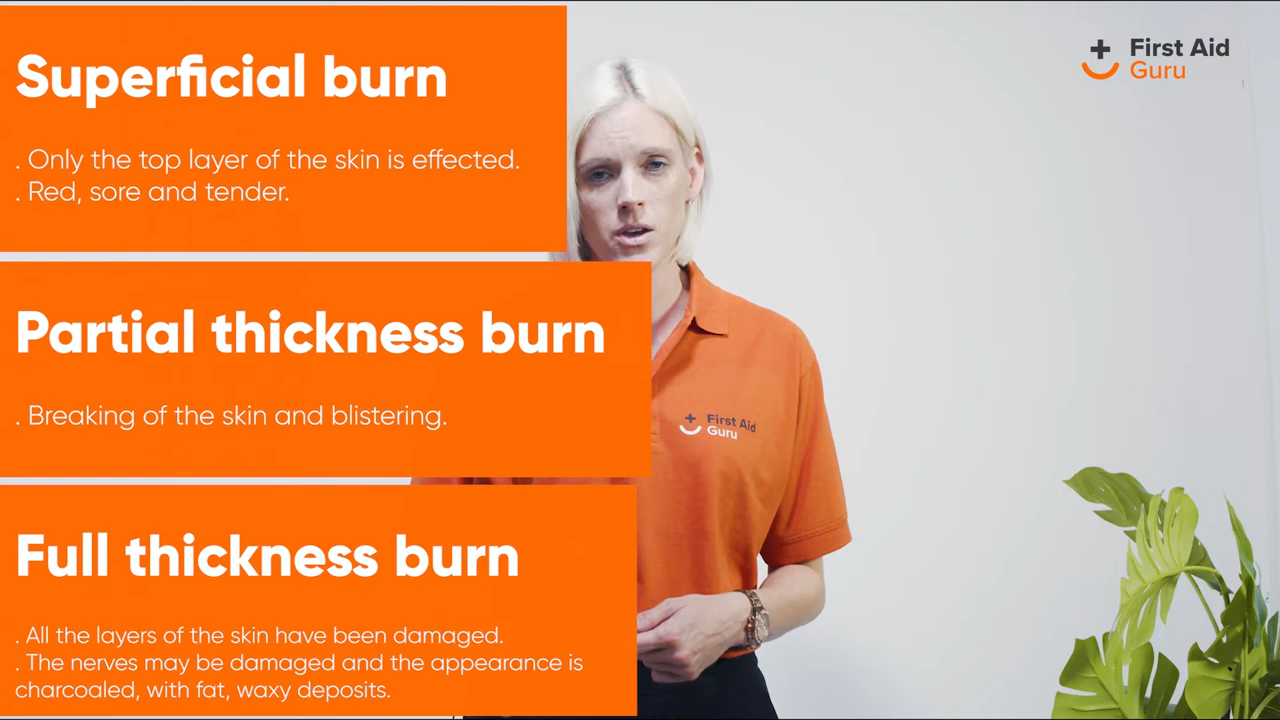 Superficial burn
. Only the top layer of the skin is effected.
. Red, sore and tender.
Partial thickness burn
. Breaking of the skin and blistering.
Full thickness burn
. All the layers of the skin have been damaged.
. The nerves may be damaged and the appearance is
charcoaled, with fat, waxy deposits.
First Aid
Guru
First Aid
Guru